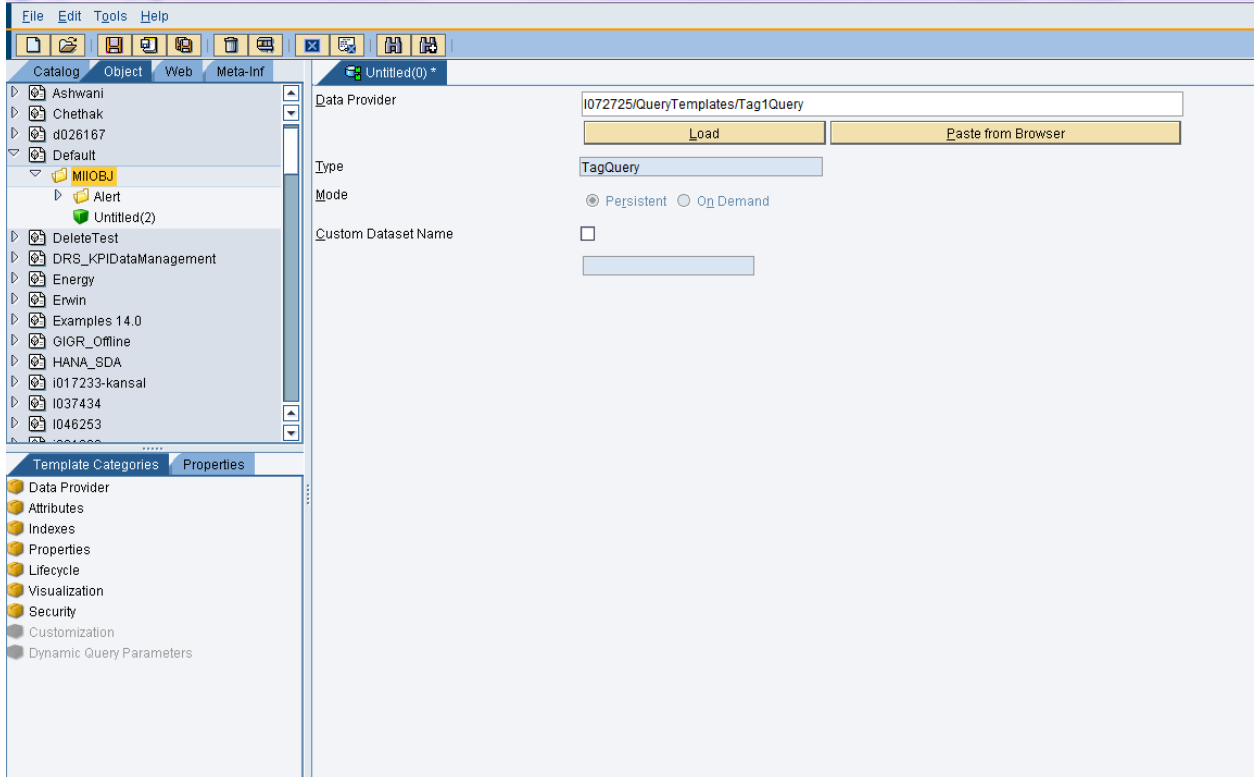 File Edit Tools Help
Catalog Object Web Meta-Inf
Ashwani
Chethak
d026167
Default
MIIOBJ
Alert
Untitled(2)
DeleteTest
DRS_KPIDataManagement
Energy
Erwin
Examples 14.0
GIGR_Offline
HANA_SDA
i017233-kansal
I037434
I046253
Template Categories Properties
Data Provider
Attributes
Indexes
Properties
Lifecycle
Visualization
Security
Customization
Dynamic Query Parameters
Untitled(0) *
Data Provider I072725/QueryTemplates/Tag1Query
Load Paste from Browser
Type TagQuery
Mode Persistent On Demand
Custom Dataset Name